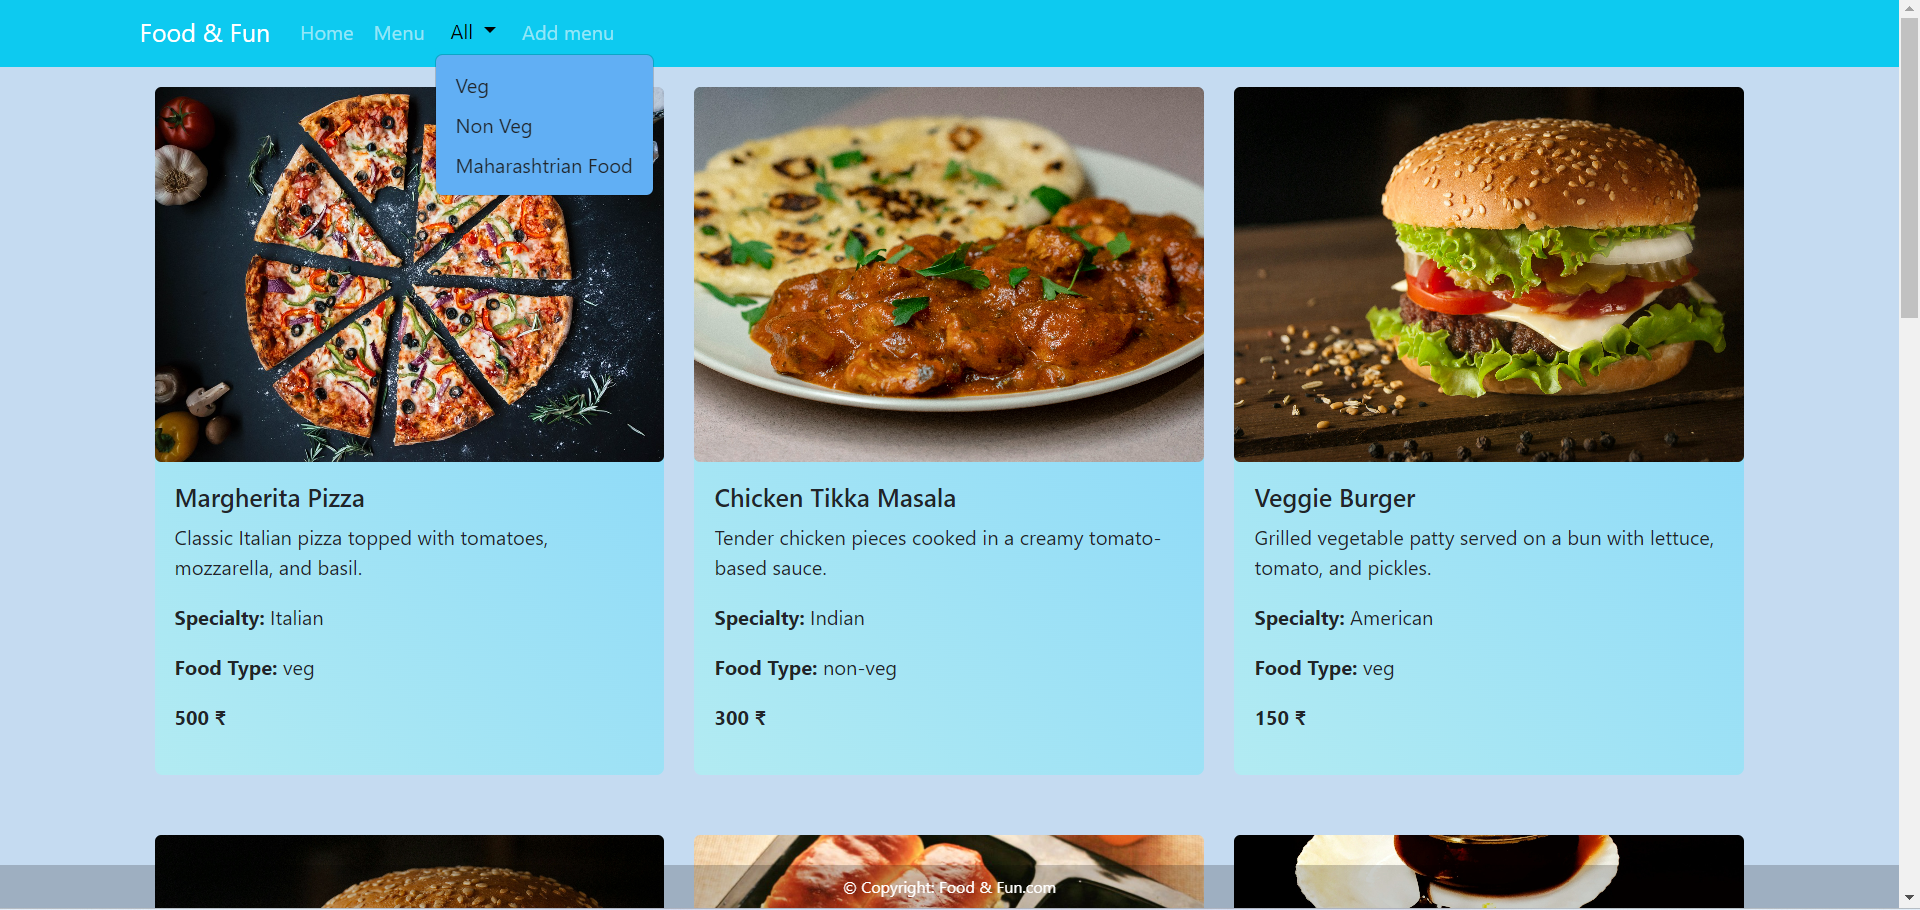 Food & Fun Home Menu All Add menu
Veg
Non Veg
Maharashtrian Food
Margherita Pizza
Classic Italian pizza topped with tomatoes,
mozzarella, and basil.
Specialty: Italian
Food Type: veg
500 ₹
Chicken Tikka Masala
Tender chicken pieces cooked in a creamy tomato-
based sauce.
Specialty: Indian
Food Type: non-veg
300 ₹
Veggie Burger
Grilled vegetable patty served on a bun with lettuce,
tomato, and pickles.
Specialty: American
Food Type: veg
150 ₹
© Copyright: Food & Fun.com